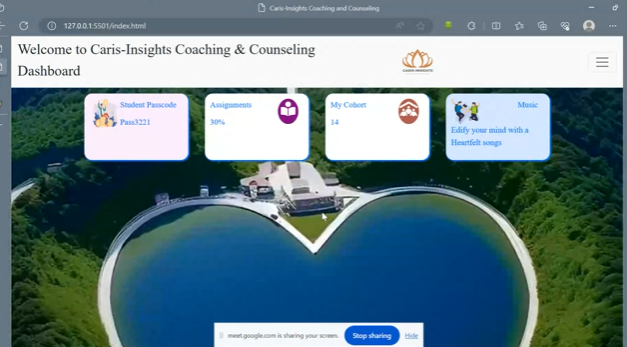 Caris-Insights Coaching and Counseling
127.0.0.1:5501/index.html
Welcome to Caris-Insights Coaching & Counseling
Dashboard
CARIS-INSIGHTS
Student Passcode
Pass3221
Assignments
30%
My Cohort
14
Music
Edify your mind with a
Heartfelt songs
meet.google.com is sharing your screen.
Stop sharing
Hide